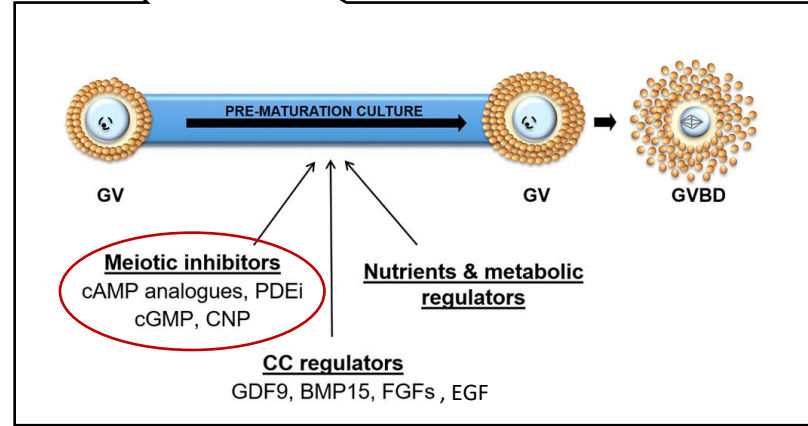 PRE-MATURATION CULTURE
GV
GV
GVBD
Meiotic inhibitors
cAMP analogues, PDEi
cGMP, CNP
Nutrients & metabolic
regulators
CC regulators
GDF9, BMP15, FGFs , EGF